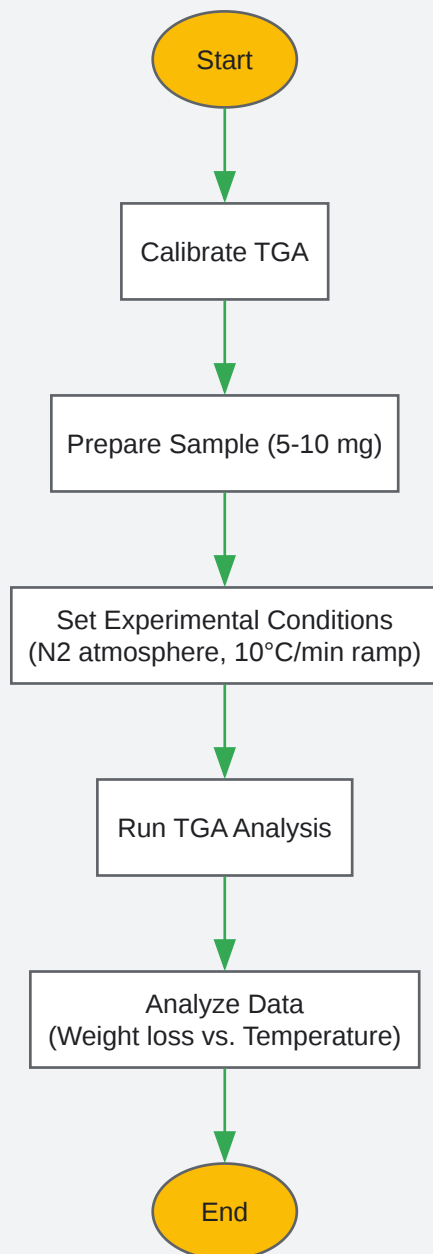 Start
Calibrate TGA
Prepare Sample (5-10 mg)
Set Experimental Conditions
(N2 atmosphere, 10°C/min ramp)
Run TGA Analysis
Analyze Data
(Weight loss vs. Temperature)
End